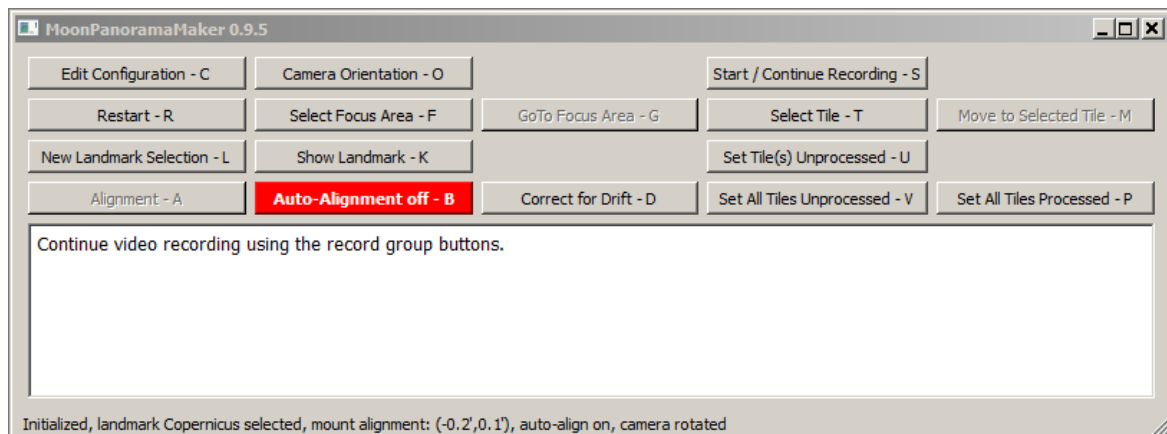 MoonPanoramaMaker 0.9.5
Edit Configuration - C Camera Orientation - O Start / Continue Recording - S
Restart - R Select Focus Area - F GoTo Focus Area - G Select Tile - T Move to Selected Tile - M
New Landmark Selection - L Show Landmark - K Set Tile(s) Unprocessed - U
Alignment - A Auto-Alignment off - B Correct for Drift - D Set All Tiles Unprocessed - V Set All Tiles Processed - P
Continue video recording using the record group buttons.
Initialized, landmark Copernicus selected, mount alignment: (-0.2',0.1'), auto-align on, camera rotated